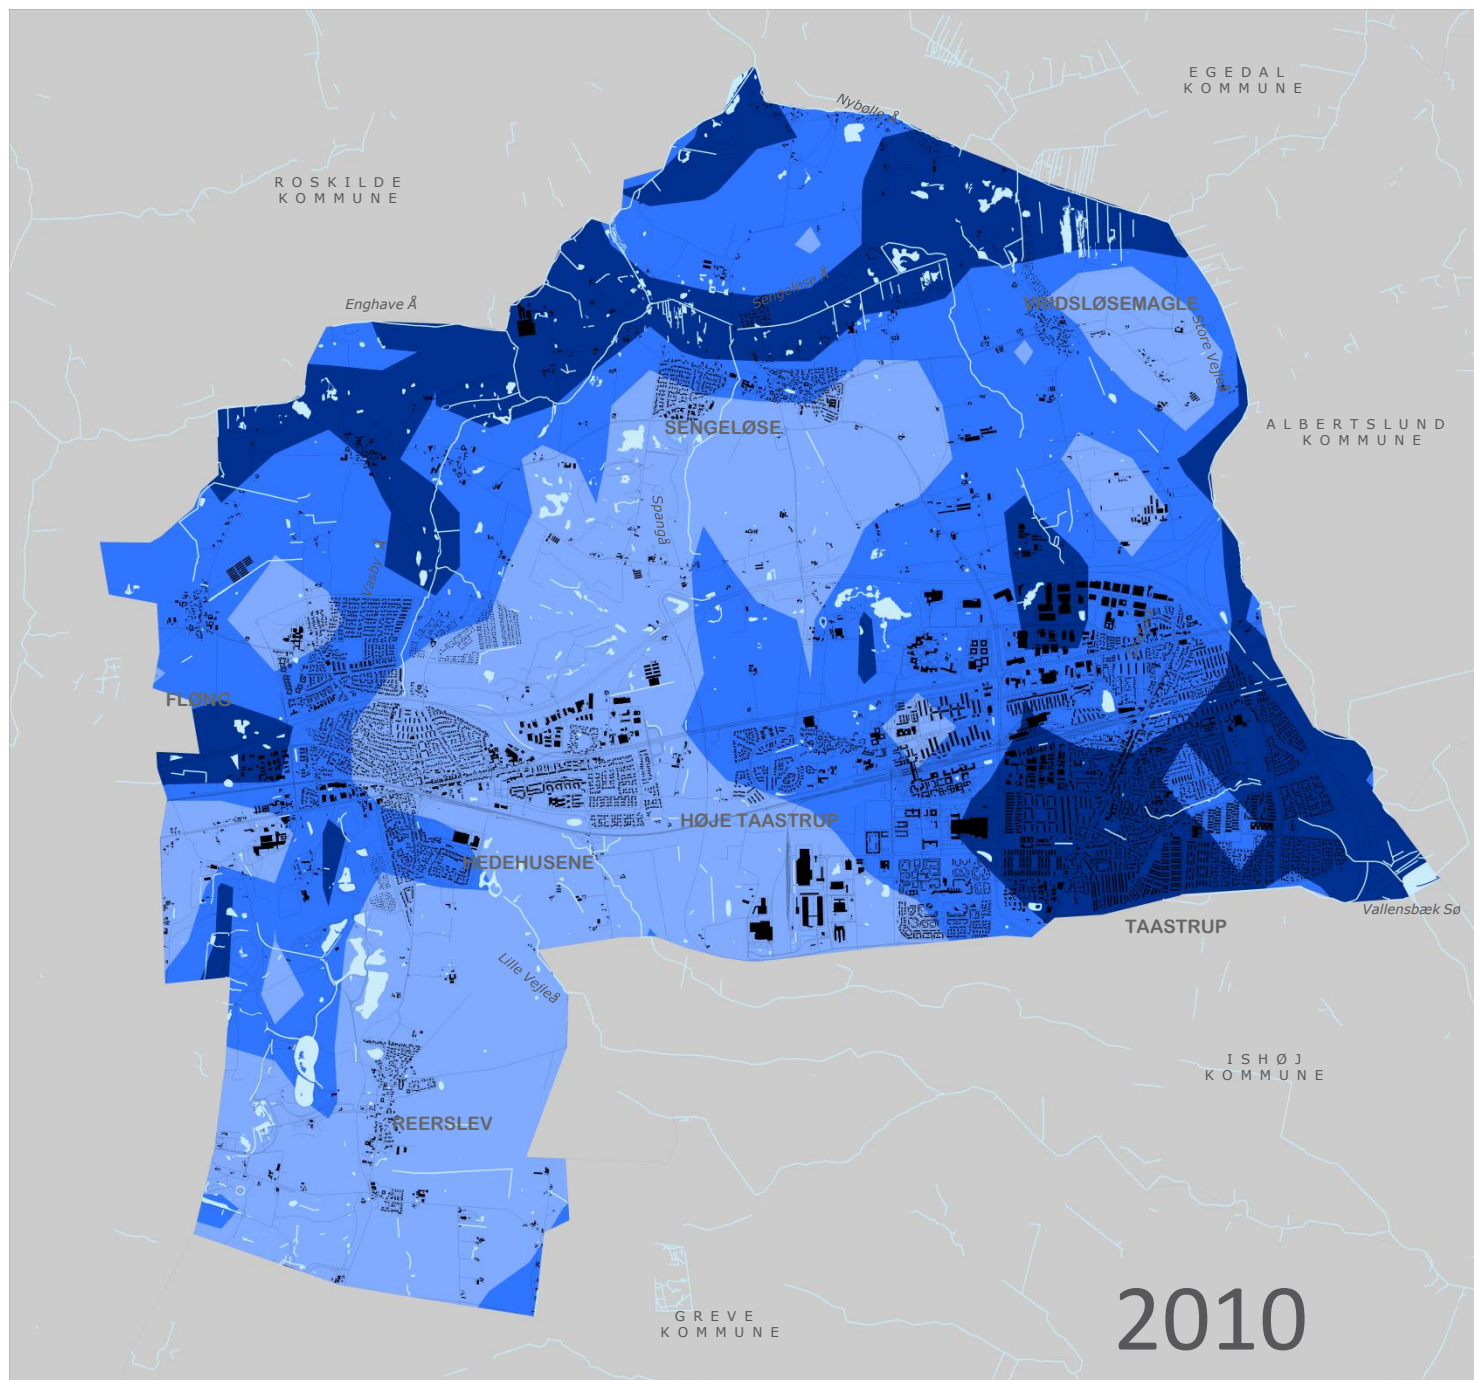 EGEDAL
KOMMUNE
Nybølle Å
ROSKILDE
KOMMUNE
Sengeløse Å
Enghave Å
VRIDSLØSEMAGLE
Store Vejleå
SENGELØSE
ALBERTSLUND
KOMMUNE
Spangå
Vasby Å
FLØNG
HØJE TAASTRUP
HEDEHUSENE
Vallensbæk Sø
TAASTRUP
Lille Vejleå
ISHØJ
KOMMUNE
REERSLEV
GREVE
KOMMUNE
2010